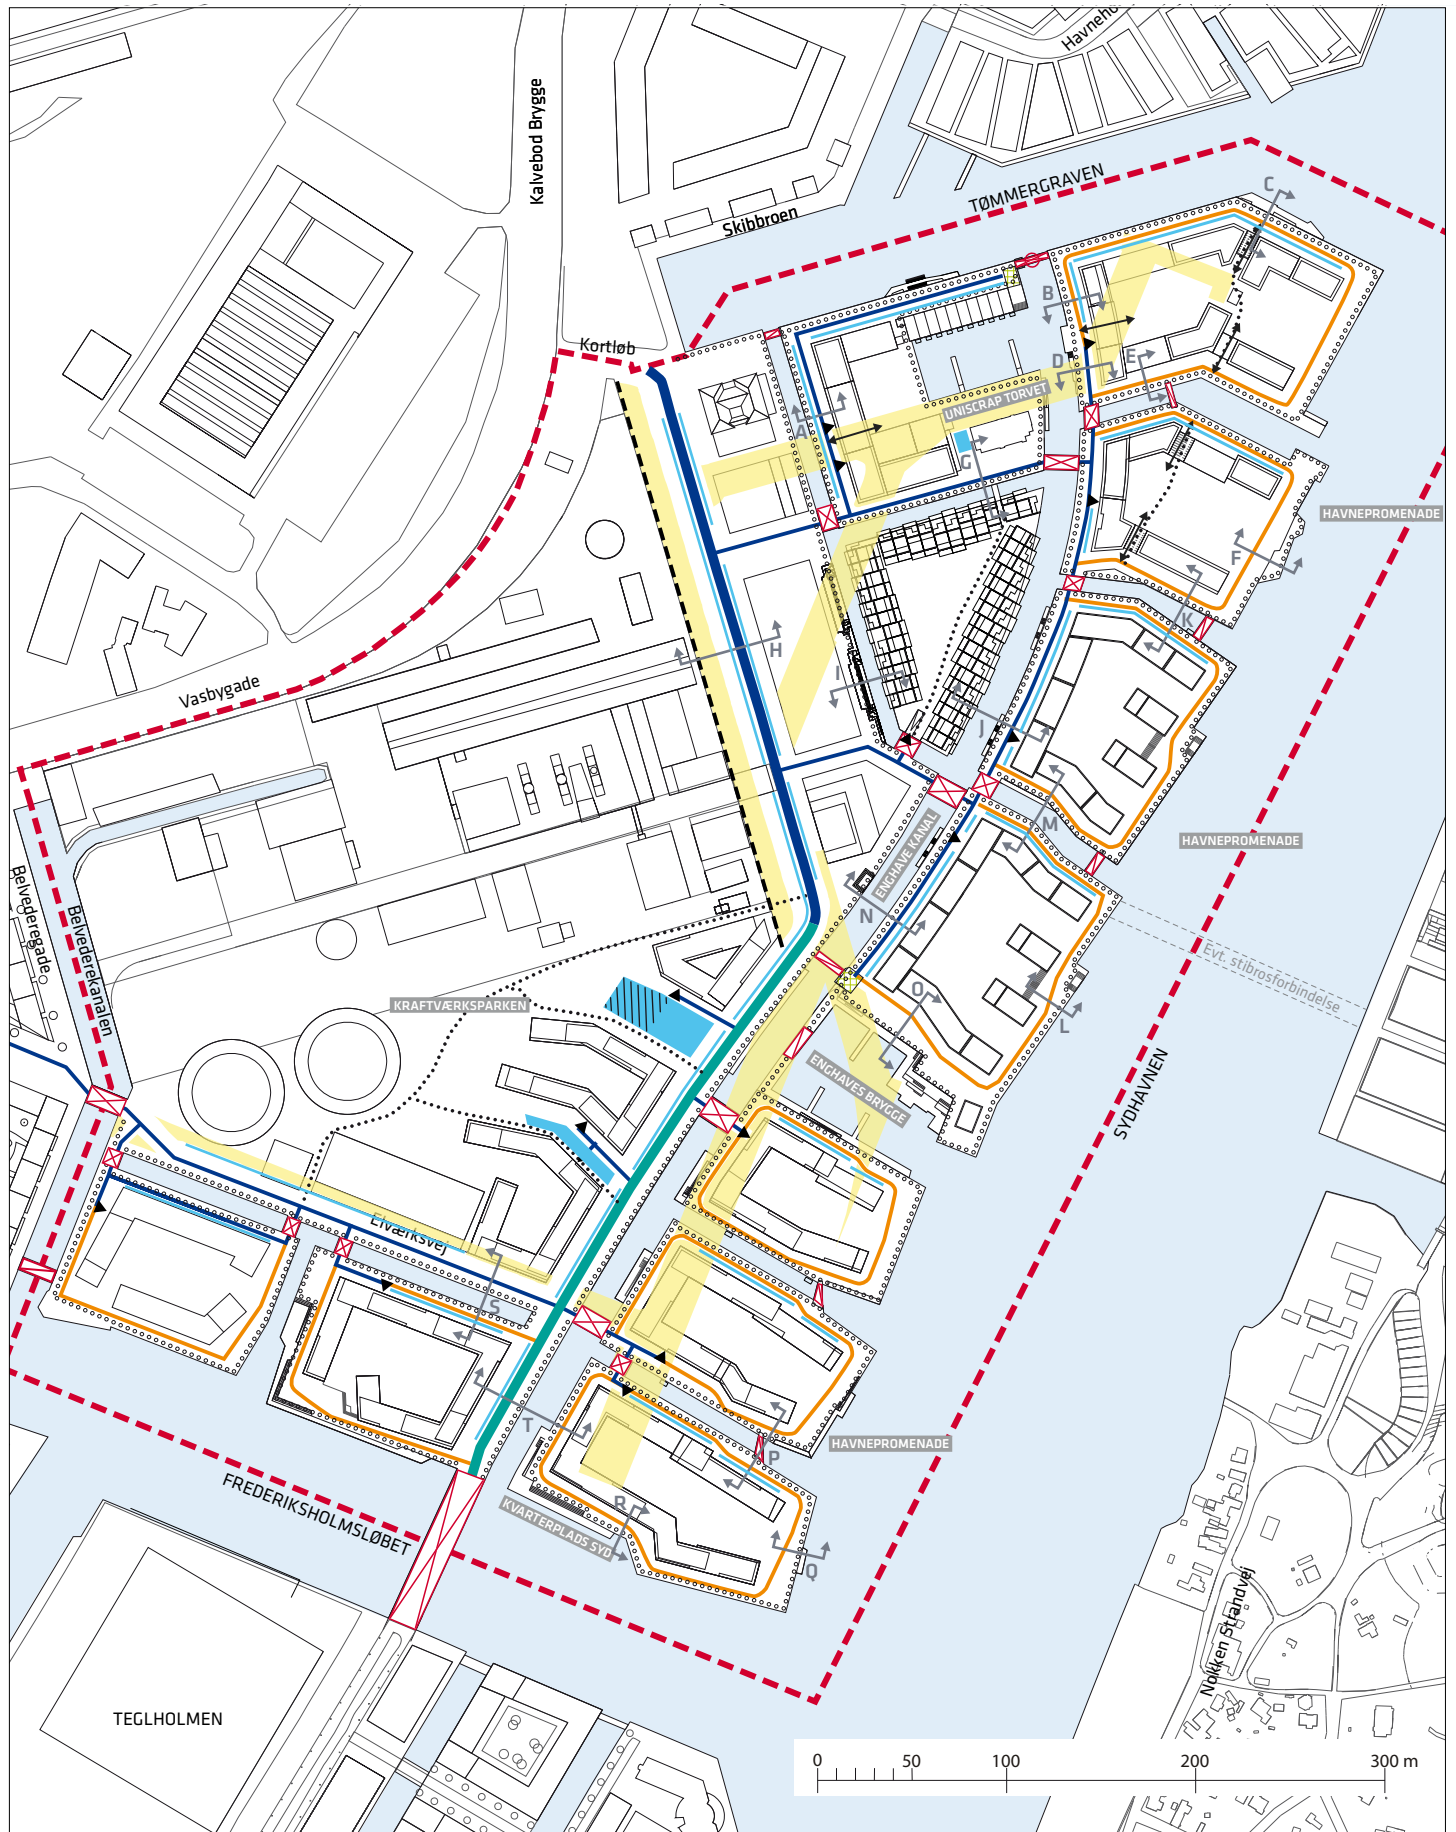 Havneho
Kalvebod Brygge
Skibbroen
TØMMERGRAVEN
C
B
Kortløb
D
E
UNISCRAP TORVET
A
G
HAVNEPROMENADE
F
K
H
I
Vasbygade
J
HAVNEPROMENADE
M
ENGHAVE KANAL
Belvederegade
Belvederekanalen
N
Evt. stibrosforbindelse
O
KRAFTVÆRKSPARKEN
L
ENGHAVES BRYGGE
SYDHAVNEN
Elværksvej
S
T
HAVNEPROMENADE
P
FREDERIKSHOLMSLØBET
R
KVARTERPLADS SYD
Q
Nokken Strandvej
TEGLHOLMEN
0 50 100 200 300 m